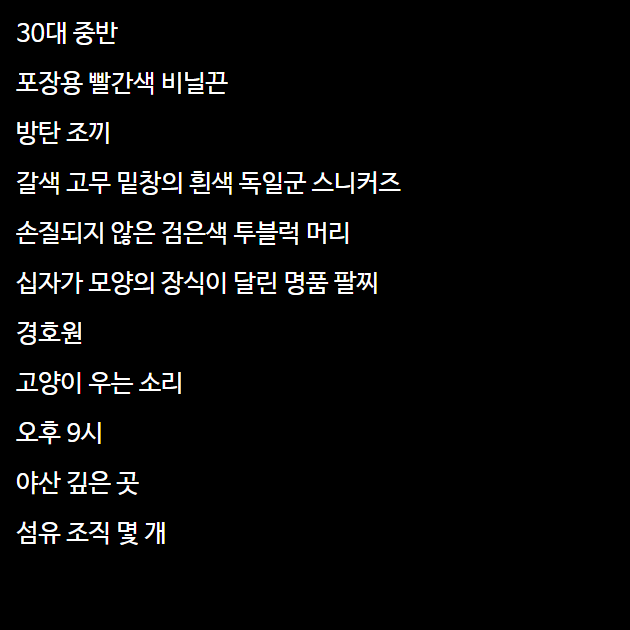 30대 중반
포장용 빨간색 비닐끈
방탄 조끼
갈색 고무 밑창의 흰색 독일군 스니커즈
손질되지 않은 검은색 투블럭 머리
십자가 모양의 장식이 달린 명품 팔찌
경호원
고양이 우는 소리
오후 9시
야산 깊은 곳
섬유 조직 몇 개